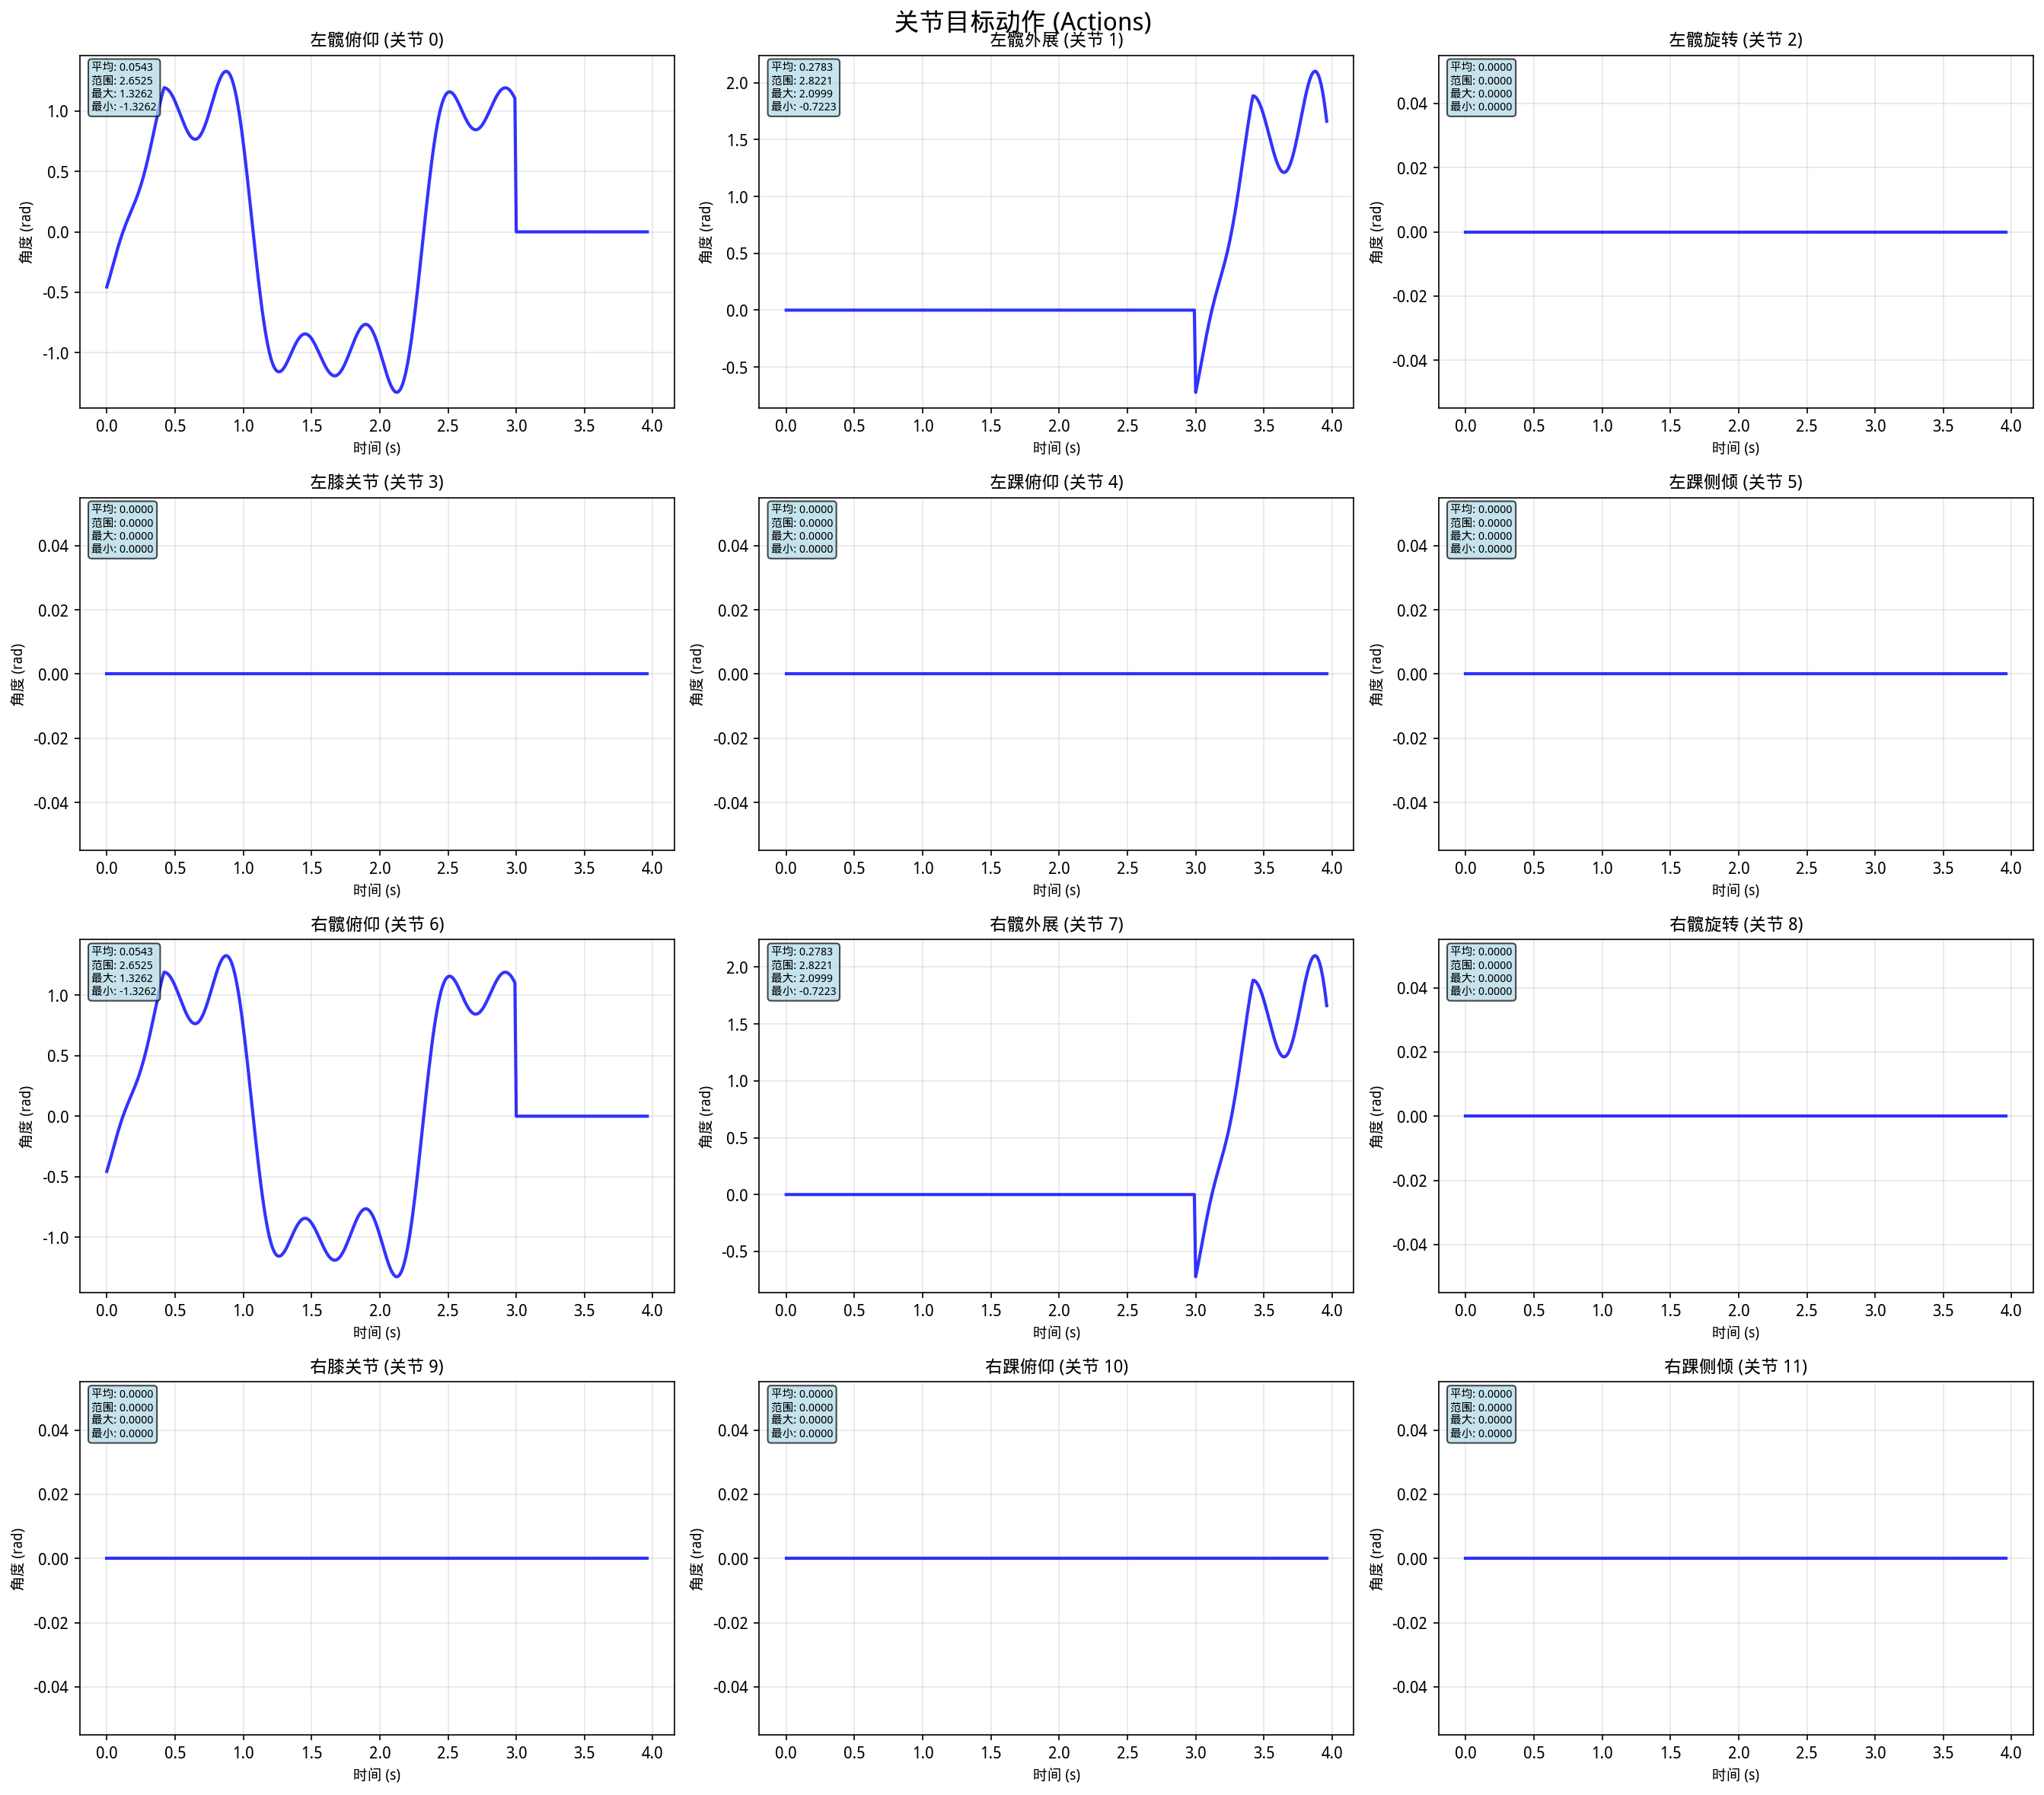 关节目标动作 (Actions)
左髋俯仰 (关节 0)
平均: 0.0543
范围: 2.6525
最大: 1.3262
最小: -1.3262
角度 (rad)
1.0
0.5
0.0
-0.5
-1.0
0.0 0.5 1.0 1.5 2.0 2.5 3.0 3.5 4.0
时间 (s)
左髋外展 (关节 1)
平均: 0.2783
范围: 2.8221
最大: 2.0999
最小: -0.7223
角度 (rad)
2.0
1.5
1.0
0.5
0.0
-0.5
0.0 0.5 1.0 1.5 2.0 2.5 3.0 3.5 4.0
时间 (s)
左髋旋转 (关节 2)
平均: 0.0000
范围: 0.0000
最大: 0.0000
最小: 0.0000
角度 (rad)
0.04
0.02
0.00
-0.02
-0.04
0.0 0.5 1.0 1.5 2.0 2.5 3.0 3.5 4.0
时间 (s)
左膝关节 (关节 3)
平均: 0.0000
范围: 0.0000
最大: 0.0000
最小: 0.0000
角度 (rad)
0.04
0.02
0.00
-0.02
-0.04
0.0 0.5 1.0 1.5 2.0 2.5 3.0 3.5 4.0
时间 (s)
左踝俯仰 (关节 4)
平均: 0.0000
范围: 0.0000
最大: 0.0000
最小: 0.0000
角度 (rad)
0.04
0.02
0.00
-0.02
-0.04
0.0 0.5 1.0 1.5 2.0 2.5 3.0 3.5 4.0
时间 (s)
左踝侧倾 (关节 5)
平均: 0.0000
范围: 0.0000
最大: 0.0000
最小: 0.0000
角度 (rad)
0.04
0.02
0.00
-0.02
-0.04
0.0 0.5 1.0 1.5 2.0 2.5 3.0 3.5 4.0
时间 (s)
右髋俯仰 (关节 6)
平均: 0.0543
范围: 2.6525
最大: 1.3262
最小: -1.3262
角度 (rad)
1.0
0.5
0.0
-0.5
-1.0
0.0 0.5 1.0 1.5 2.0 2.5 3.0 3.5 4.0
时间 (s)
右髋外展 (关节 7)
平均: 0.2783
范围: 2.8221
最大: 2.0999
最小: -0.7223
角度 (rad)
2.0
1.5
1.0
0.5
0.0
-0.5
0.0 0.5 1.0 1.5 2.0 2.5 3.0 3.5 4.0
时间 (s)
右髋旋转 (关节 8)
平均: 0.0000
范围: 0.0000
最大: 0.0000
最小: 0.0000
角度 (rad)
0.04
0.02
0.00
-0.02
-0.04
0.0 0.5 1.0 1.5 2.0 2.5 3.0 3.5 4.0
时间 (s)
右膝关节 (关节 9)
平均: 0.0000
范围: 0.0000
最大: 0.0000
最小: 0.0000
角度 (rad)
0.04
0.02
0.00
-0.02
-0.04
0.0 0.5 1.0 1.5 2.0 2.5 3.0 3.5 4.0
时间 (s)
右踝俯仰 (关节 10)
平均: 0.0000
范围: 0.0000
最大: 0.0000
最小: 0.0000
角度 (rad)
0.04
0.02
0.00
-0.02
-0.04
0.0 0.5 1.0 1.5 2.0 2.5 3.0 3.5 4.0
时间 (s)
右踝侧倾 (关节 11)
平均: 0.0000
范围: 0.0000
最大: 0.0000
最小: 0.0000
角度 (rad)
0.04
0.02
0.00
-0.02
-0.04
0.0 0.5 1.0 1.5 2.0 2.5 3.0 3.5 4.0
时间 (s)